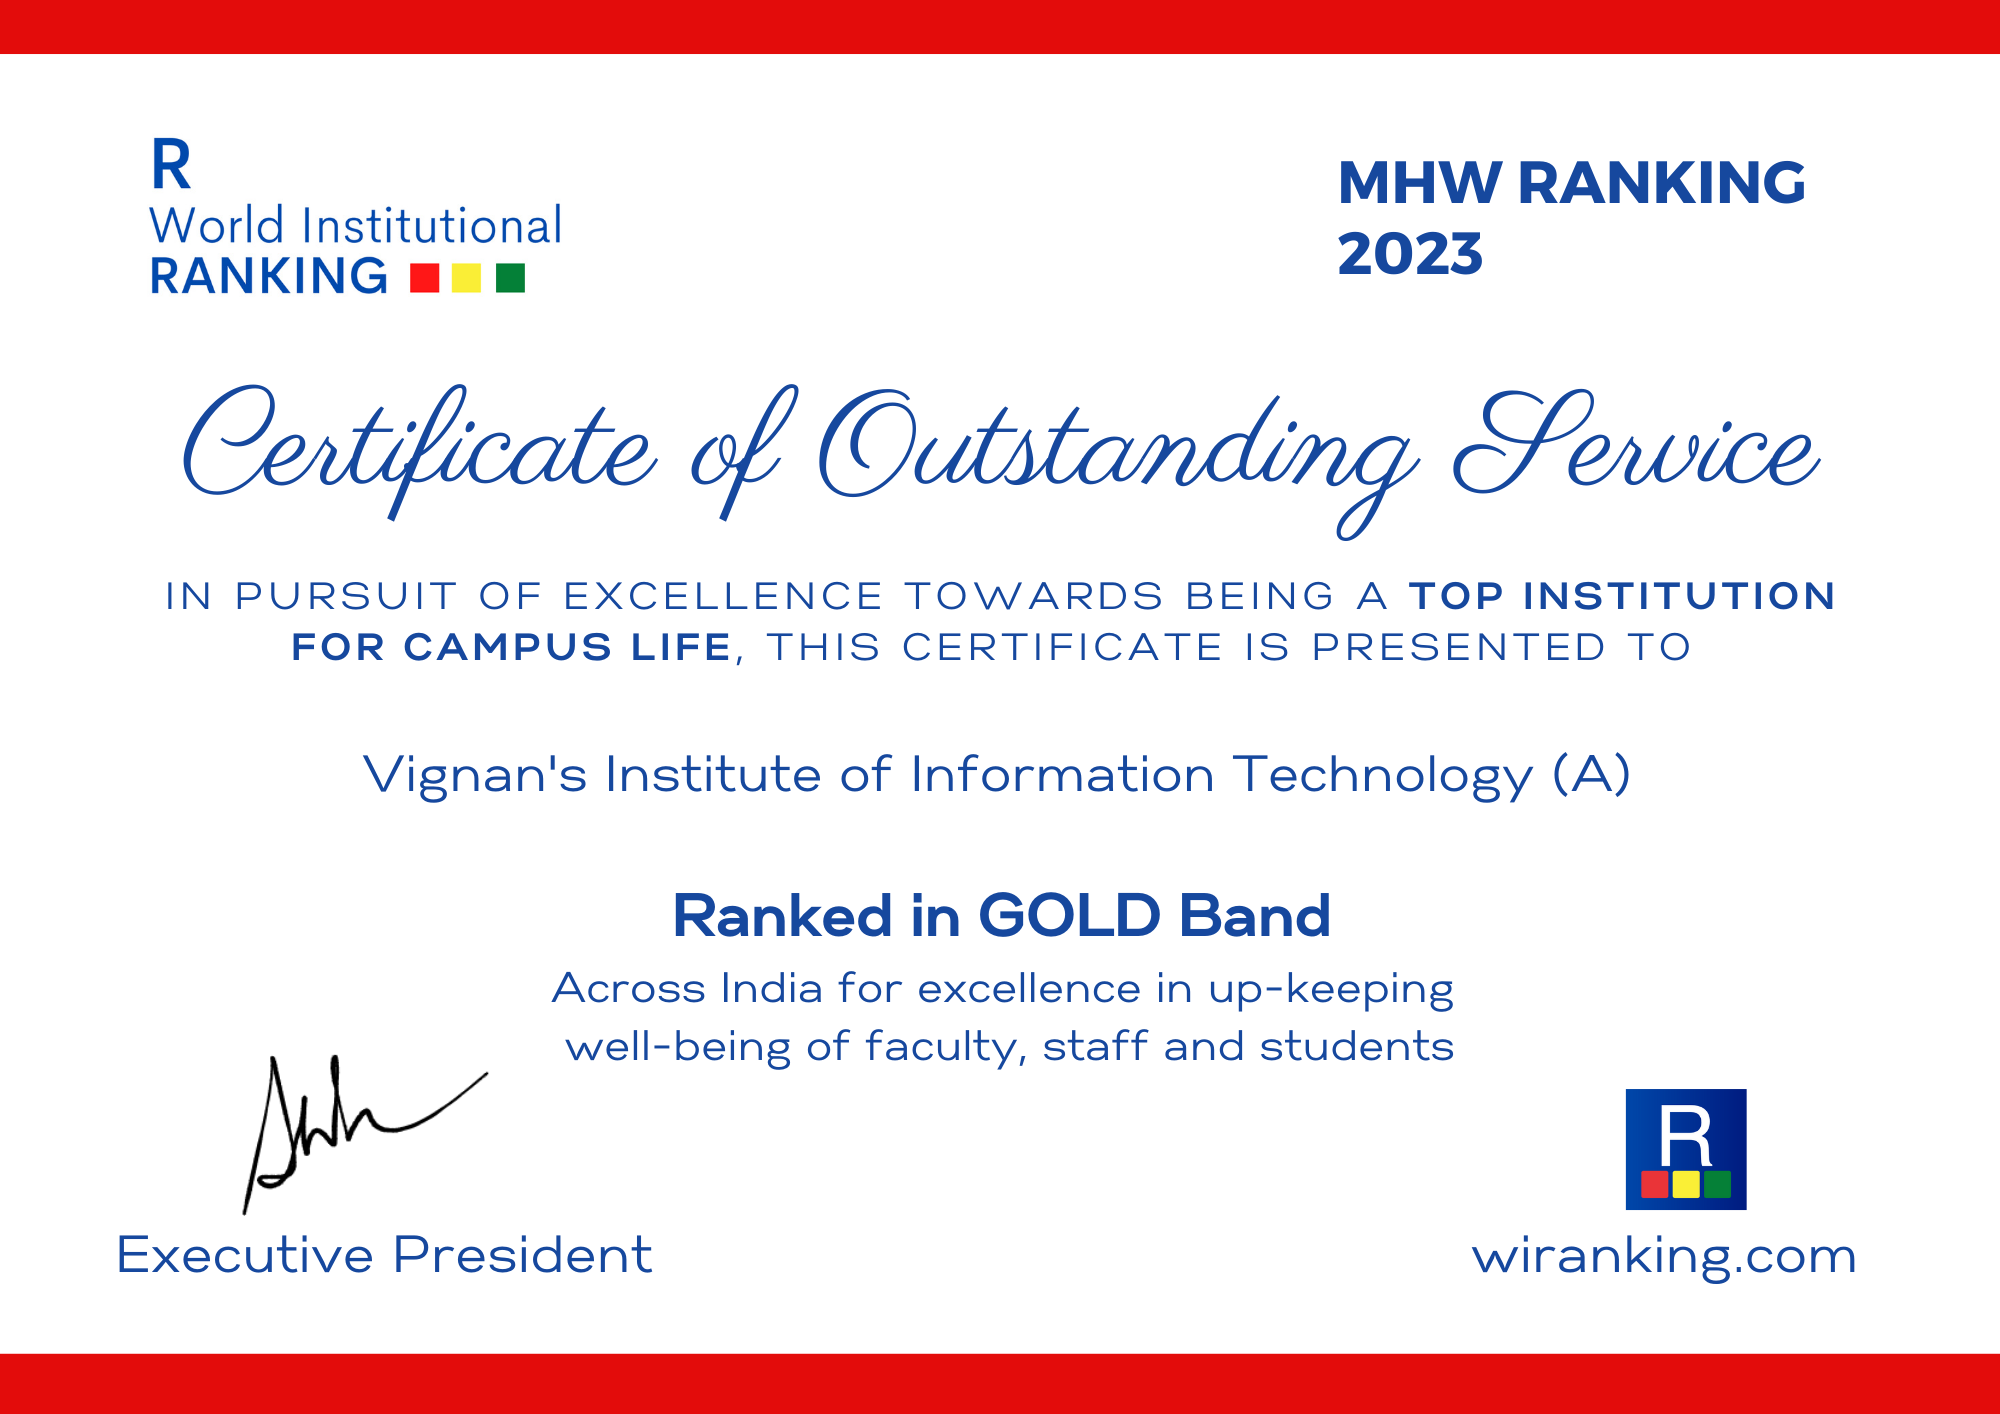 R
World Institutional
RANKING
MHW RANKING
2023
Certificate of Outstanding Service
IN PURSUIT OF EXCELLENCE TOWARDS BEING A TOP INSTITUTION
FOR CAMPUS LIFE, THIS CERTIFICATE IS PRESENTED TO
Vignan's Institute of Information Technology (A)
Ranked in GOLD Band
Across India for excellence in up-keeping
well-being of faculty, staff and students
Executive President
R
wiranking.com